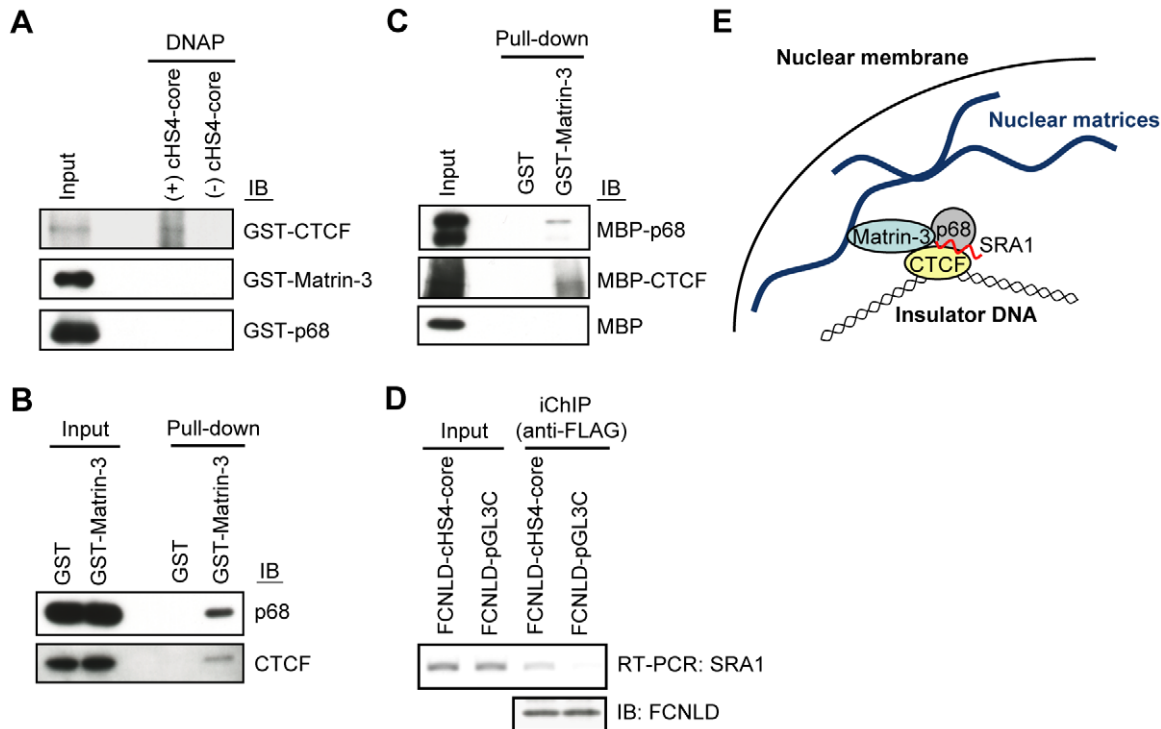 A
DNAP
Input
(+) cHS4-core
(-) cHS4-core
IB
GST-CTCF
GST-Matrin-3
GST-p68
B
Input
Pull-down
GST
GST-Matrin-3
GST
GST-Matrin-3
IB
p68
CTCF
C
Pull-down
Input
GST
GST-Matrin-3
IB
MBP-p68
MBP-CTCF
MBP
D
Input
iChIP
(anti-FLAG)
FCNLD-cHS4-core
FCNLD-pGL3C
FCNLD-cHS4-core
FCNLD-pGL3C
RT-PCR: SRA1
IB: FCNLD
E
Nuclear membrane
Nuclear matrices
Matrin-3
p68
SRA1
CTCF
Insulator DNA